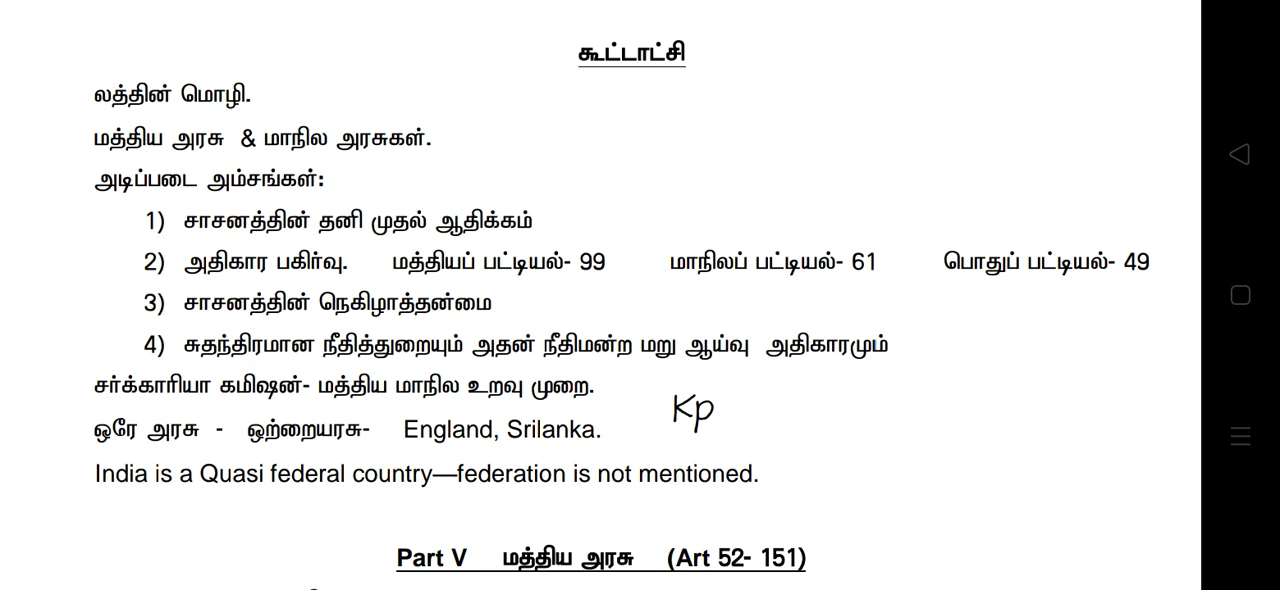 கூட்டாட்சி
லத்தின் மொழி.
மத்திய அரசு & மாநில அரசுகள்.
அடிப்படை அம்சங்கள்:
1) சாசனத்தின் தனி முதல் ஆதிக்கம்
2) அதிகார பகிர்வு. மத்தியப் பட்டியல்- 99 மாநிலப் பட்டியல்- 61 பொதுப் பட்டியல்- 49
3) சாசனத்தின் நெகிழாத்தன்மை
4) சுதந்திரமான நீதித்துறையும் அதன் நீதிமன்ற மறு ஆய்வு அதிகாரமும்
சர்க்காரியா கமிஷன்- மத்திய மாநில உறவு முறை.
Kp
ஒரே அரசு - ஒற்றையரசு- England, Srilanka.
India is a Quasi federal country—federation is not mentioned.
Part V மத்திய அரசு (Art 52- 151)